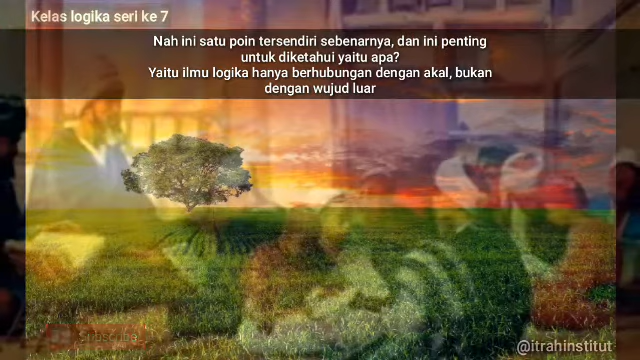 Kelas logika seri ke 7
Nah ini satu poin tersendiri sebenarnya, dan ini penting
untuk diketahui yaitu apa?
Yaitu ilmu logika hanya berhubungan dengan akal, bukan
dengan wujud luar
Subscribe
@itrahinstitut